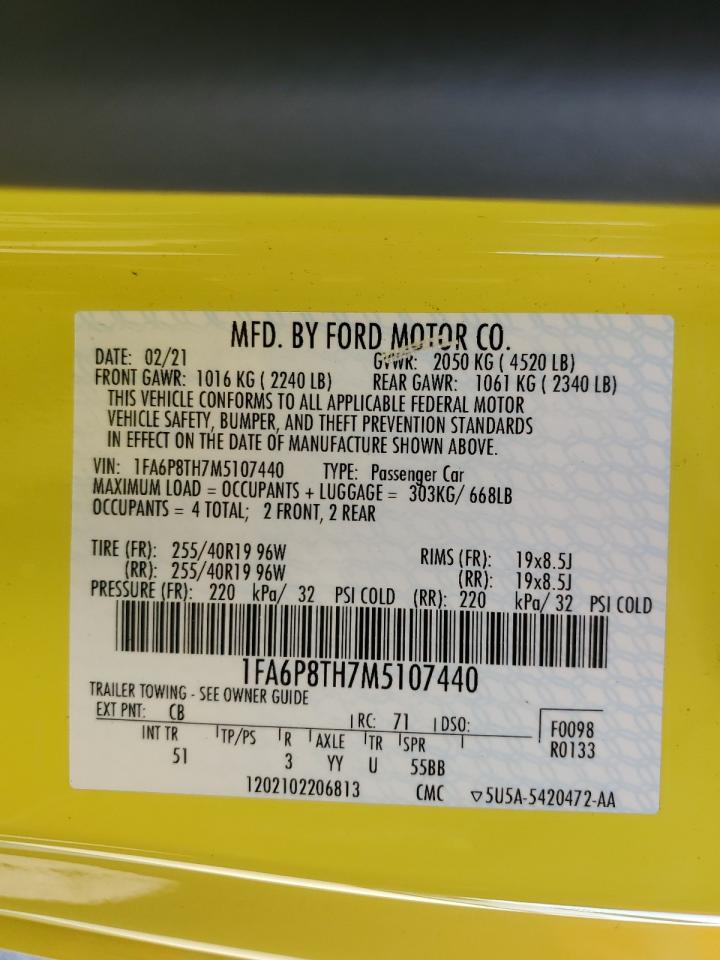 MFD. BY FORD MOTOR CO.
DATE: 02/21 GVWR: 2050 KG ( 4520 LB)
FRONT GAWR: 1016 KG ( 2240 LB) REAR GAWR: 1061 KG ( 2340 LB)
THIS VEHICLE CONFORMS TO ALL APPLICABLE FEDERAL MOTOR
VEHICLE SAFETY, BUMPER, AND THEFT PREVENTION STANDARDS
IN EFFECT ON THE DATE OF MANUFACTURE SHOWN ABOVE.
VIN: 1FA6P8TH7M5107440 TYPE: Passenger Car
MAXIMUM LOAD = OCCUPANTS + LUGGAGE = 303KG/ 668LB
OCCUPANTS = 4 TOTAL; 2 FRONT, 2 REAR
TIRE (FR): 255/40R19 96W RIMS (FR): 19x8.5J
(RR): 255/40R19 96W (RR): 19x8.5J
PRESSURE (FR): 220 kPa/ 32 PSI COLD (RR): 220 kPa/ 32 PSI COLD
1FA6P8TH7M5107440
TRAILER TOWING - SEE OWNER GUIDE
EXT PNT: CB RC: 71 DSO: F0098
INT TR TP/PS R AXLE TR SPR R0133
51 3 YY U 55BB
1202102206813 CMC ▽5U5A-5420472-AA